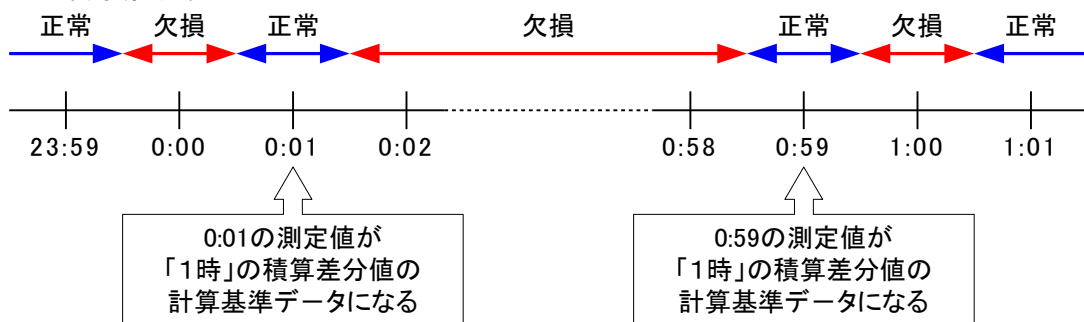 正常 欠損 正常 欠損 正常 欠損 正常
23:59 0:00 0:01 0:02 0:58 0:59 1:00 1:01
0:01の測定値が
「1時」の積算差分値の
計算基準データになる
0:59の測定値が
「1時」の積算差分値の
計算基準データになる